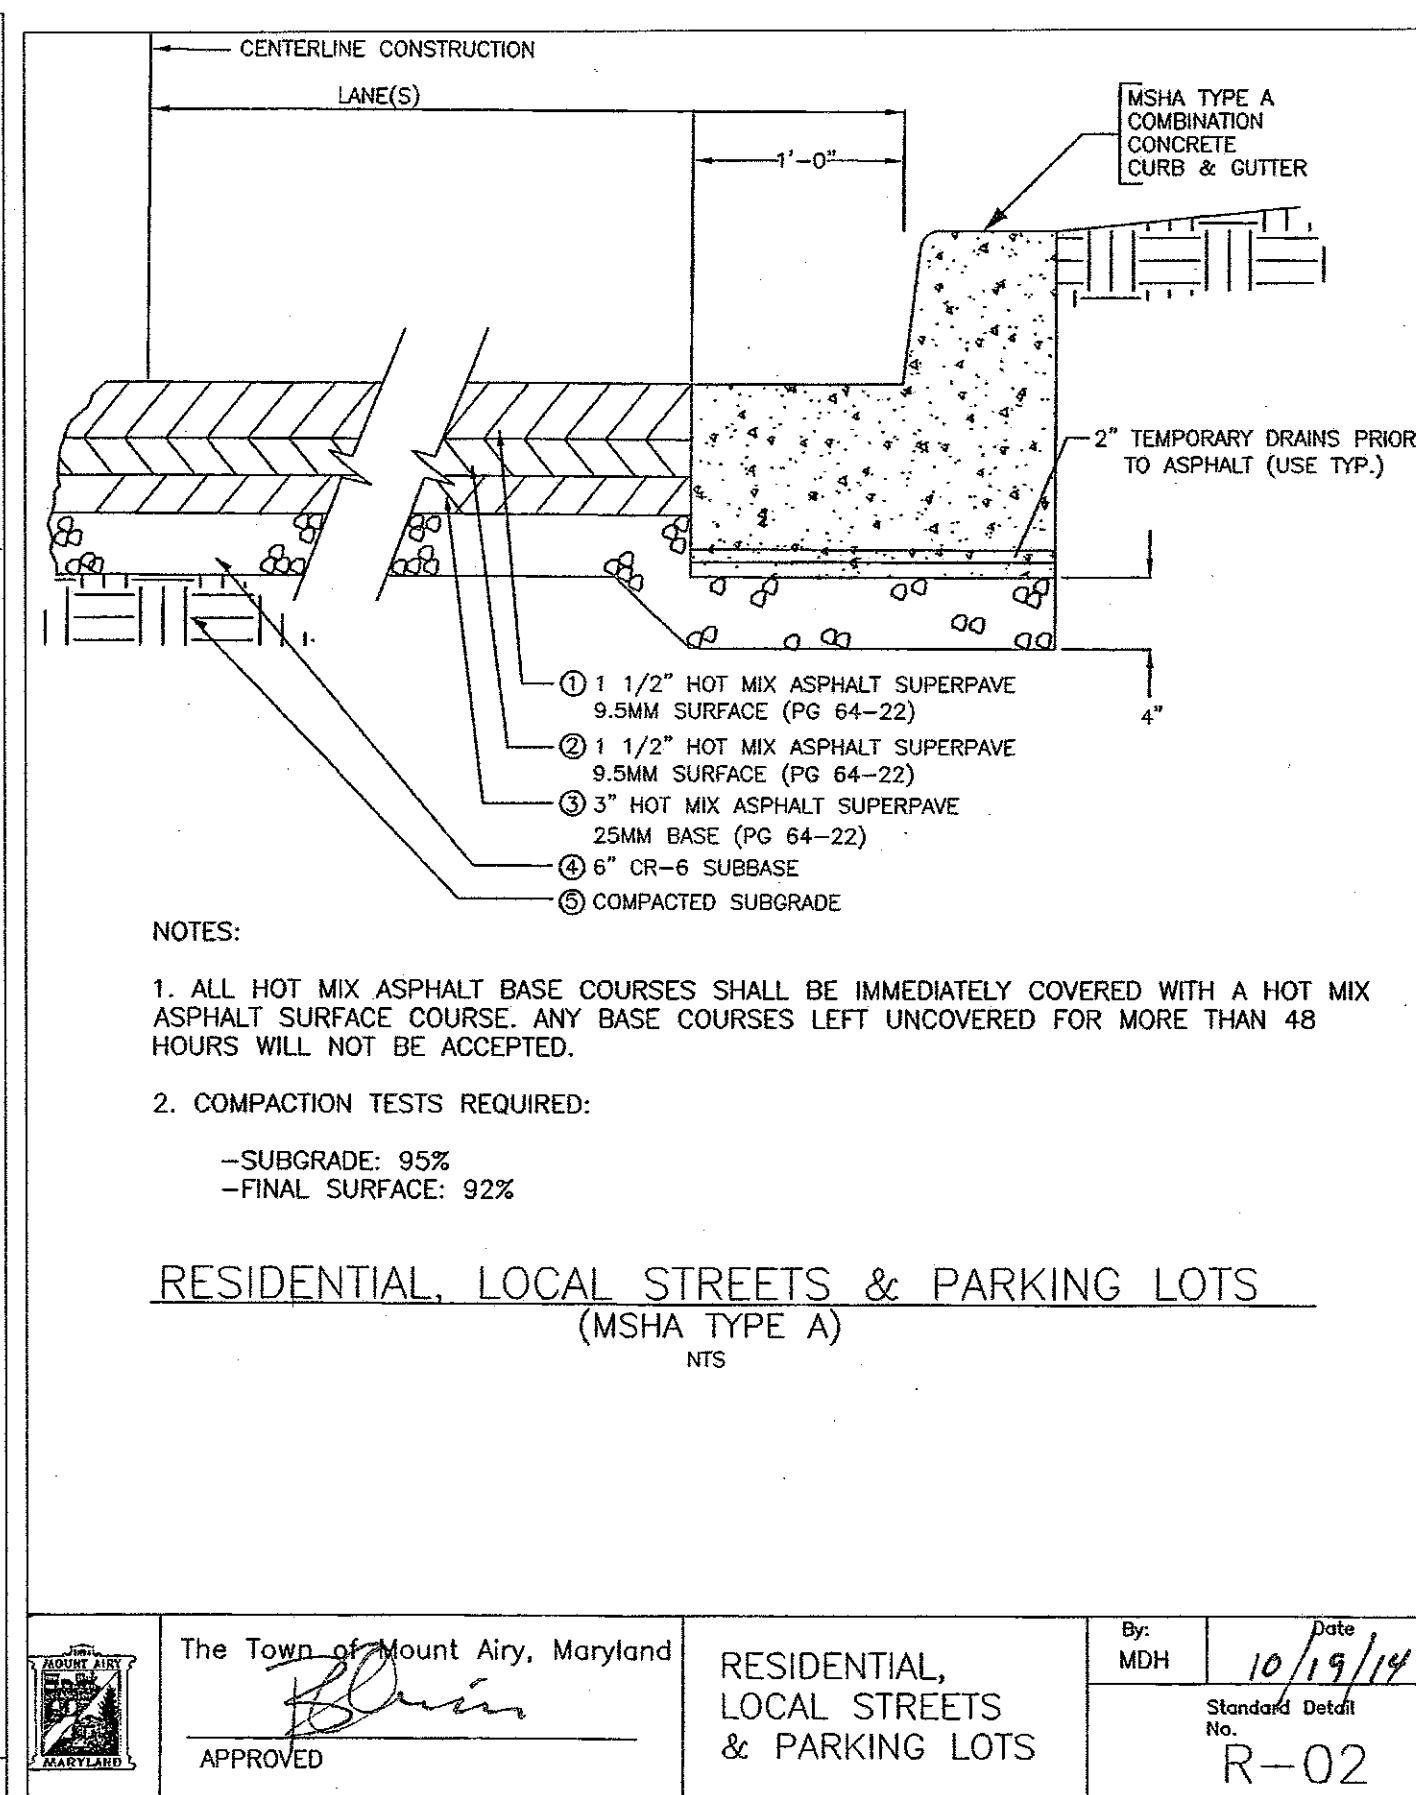 CENTERLINE CONSTRUCTION
LANE(S)
1'-0"
MSHA TYPE A
COMBINATION
CONCRETE
CURB & GUTTER
2" TEMPORARY DRAINS PRIOR
TO ASPHALT (USE TYP.)
4"
① 1 1/2" HOT MIX ASPHALT SUPERPAVE
9.5MM SURFACE (PG 64-22)
② 1 1/2" HOT MIX ASPHALT SUPERPAVE
9.5MM SURFACE (PG 64-22)
③ 3" HOT MIX ASPHALT SUPERPAVE
25MM BASE (PG 64-22)
④ 6" CR-6 SUBBASE
⑤ COMPACTED SUBGRADE
NOTES:
1. ALL HOT MIX ASPHALT BASE COURSES SHALL BE IMMEDIATELY COVERED WITH A HOT MIX
ASPHALT SURFACE COURSE. ANY BASE COURSES LEFT UNCOVERED FOR MORE THAN 48
HOURS WILL NOT BE ACCEPTED.
2. COMPACTION TESTS REQUIRED:
-SUBGRADE: 95%
-FINAL SURFACE: 92%
RESIDENTIAL, LOCAL STREETS & PARKING LOTS
(MSHA TYPE A)
NTS
MOUNT AIRY
MARYLAND
The Town of Mount Airy, Maryland
APPROVED
RESIDENTIAL,
LOCAL STREETS
& PARKING LOTS
By:
MDH
Date
10/19/14
Standard Detail
No.
R-02